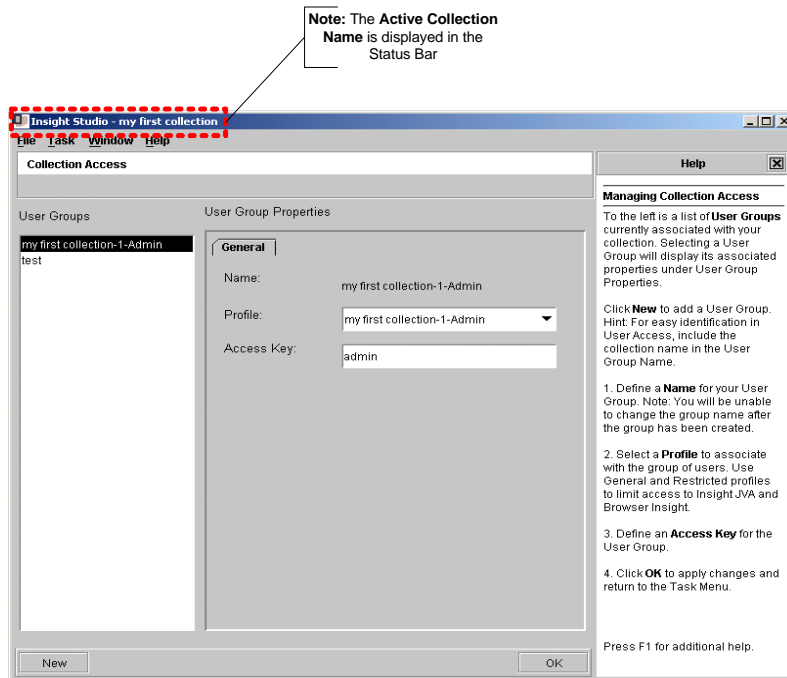 Note: The Active Collection
Name is displayed in the
Status Bar
Insight Studio - my first collection
File Task Window Help
Collection Access
User Groups
my first collection-1-Admin
test
User Group Properties
General
Name:
my first collection-1-Admin
Profile:
my first collection-1-Admin
Access Key:
admin
New
OK
Help
Managing Collection Access
To the left is a list of User Groups
currently associated with your
collection. Selecting a User
Group will display its associated
properties under User Group
Properties.
Click New to add a User Group.
Hint: For easy identification in
User Access, include the
collection name in the User
Group Name.
1. Define a Name for your User
Group. Note: You will be unable
to change the group name after
the group has been created.
2. Select a Profile to associate
with the group of users. Use
General and Restricted profiles
to limit access to Insight JVA and
Browser Insight.
3. Define an Access Key for the
User Group.
4. Click OK to apply changes and
return to the Task Menu.
Press F1 for additional help.